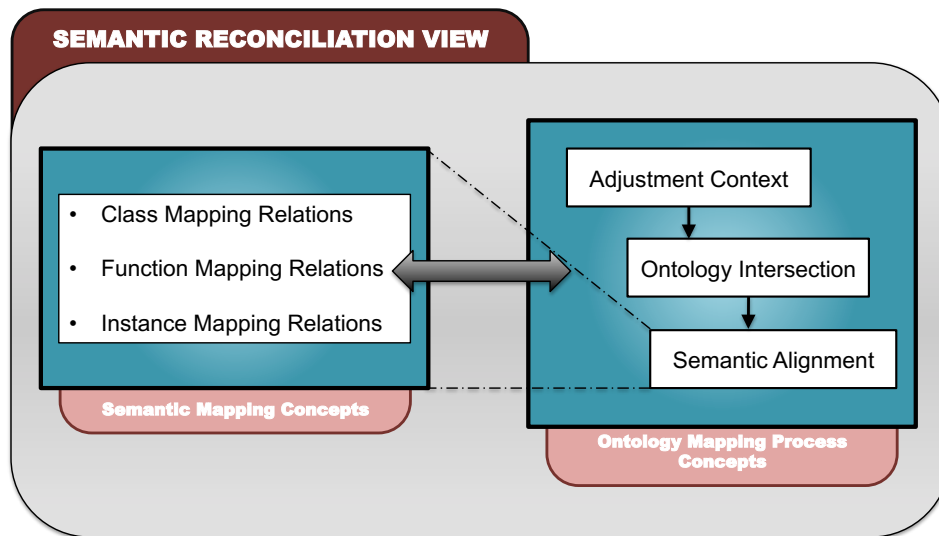 SEMANTIC RECONCILIATION VIEW
• Class Mapping Relations
• Function Mapping Relations
• Instance Mapping Relations
Semantic Mapping Concepts
Adjustment Context
Ontology Intersection
Semantic Alignment
Ontology Mapping Process
Concepts